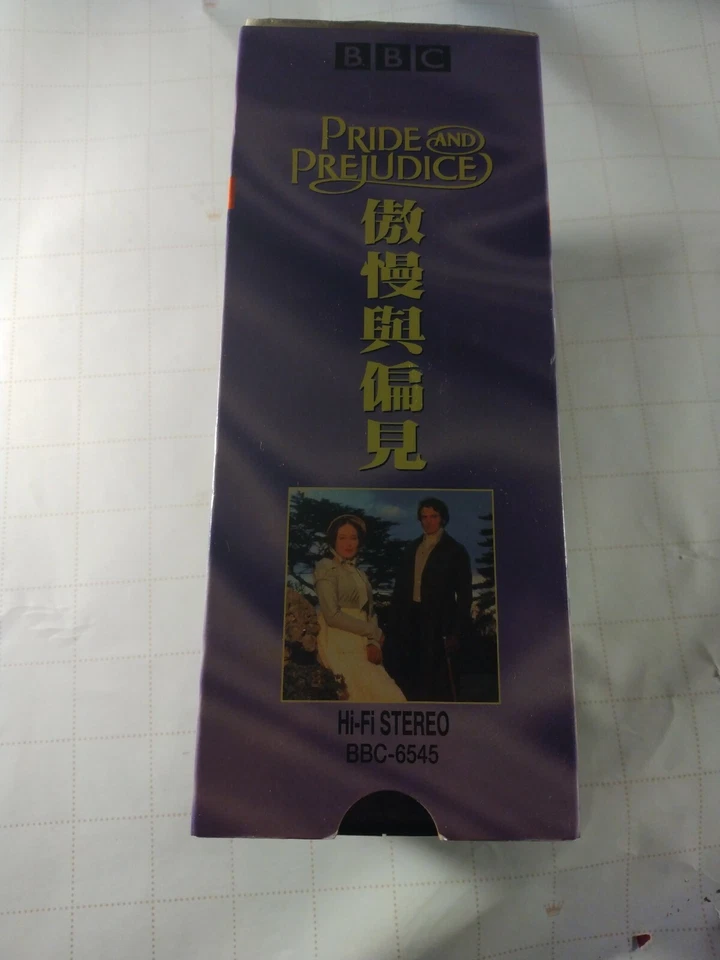 BBC
PRIDE AND
PREJUDICE
傲慢與偏見
Hi-Fi STEREO
BBC-6545